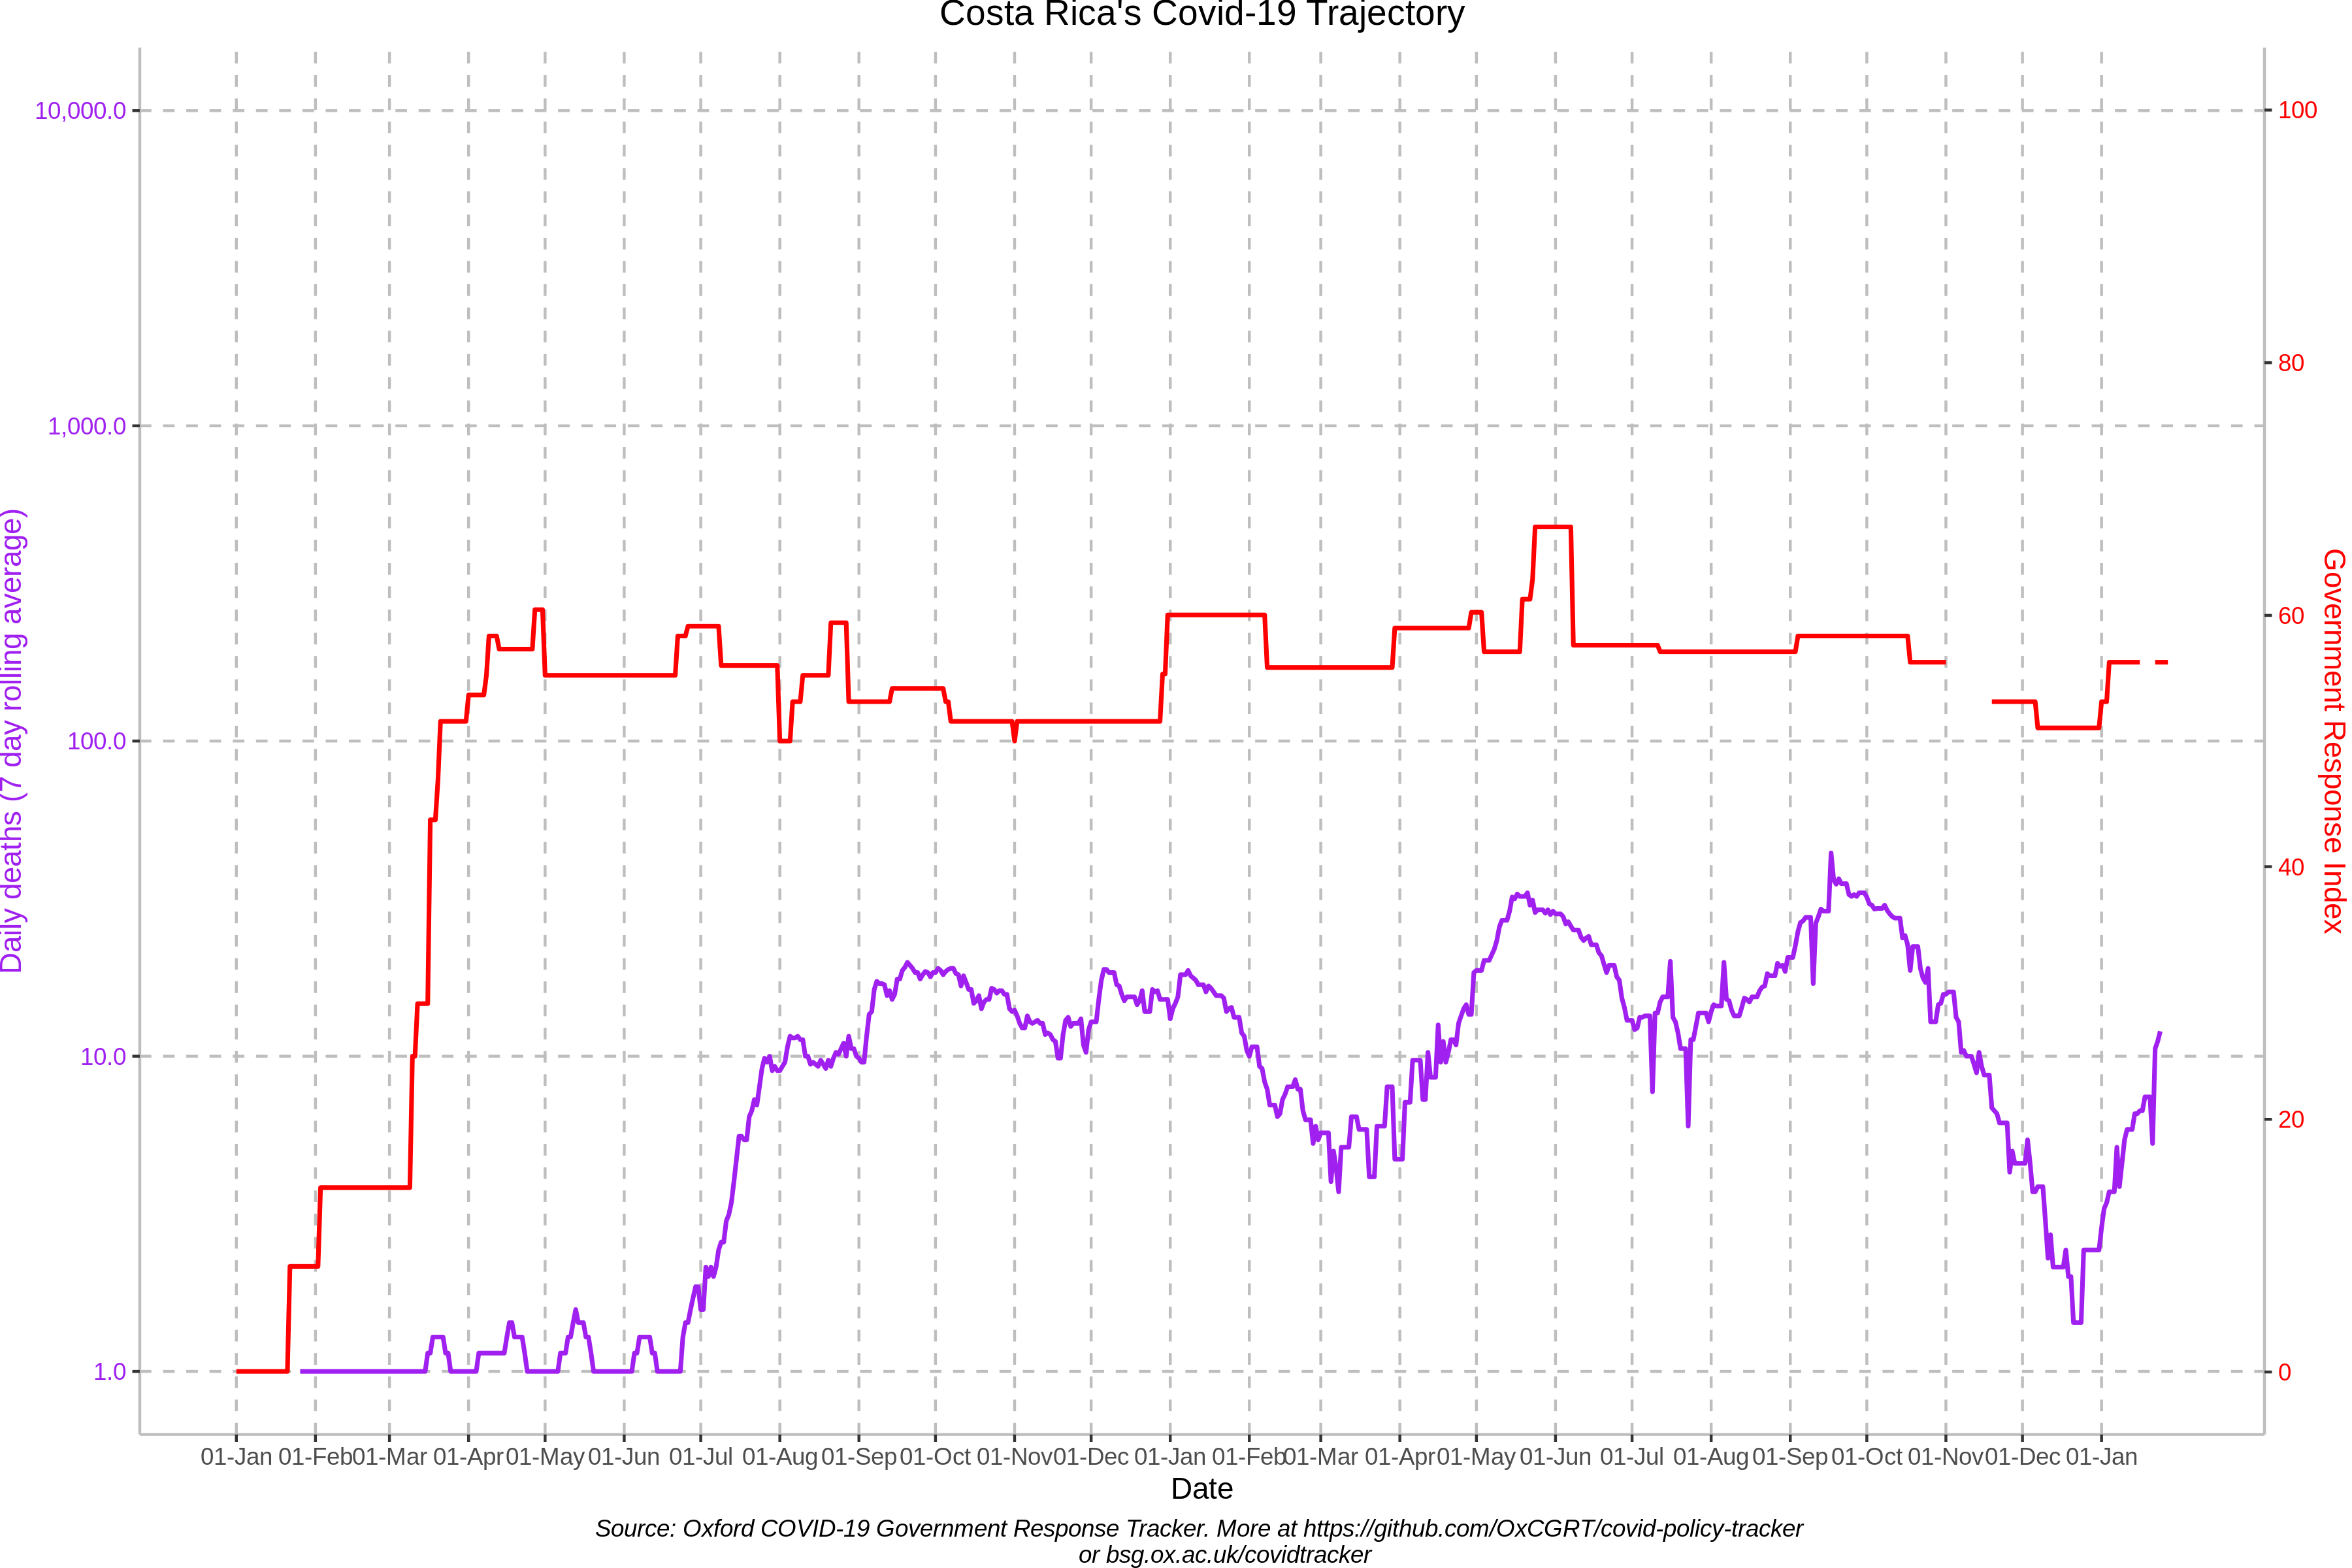 Costa Rica's Covid-19 Trajectory
10,000.0
1,000.0
100.0
10.0
1.0
Daily deaths (7 day rolling average)
100
80
60
40
20
0
Government Response Index
01-Jan 01-Feb 01-Mar 01-Apr 01-May 01-Jun 01-Jul 01-Aug 01-Sep 01-Oct 01-Nov 01-Dec 01-Jan 01-Feb 01-Mar 01-Apr 01-May 01-Jun 01-Jul 01-Aug 01-Sep 01-Oct 01-Nov 01-Dec 01-Jan
Date
Source: Oxford COVID-19 Government Response Tracker. More at https://github.com/OxCGRT/covid-policy-tracker
or bsg.ox.ac.uk/covidtracker